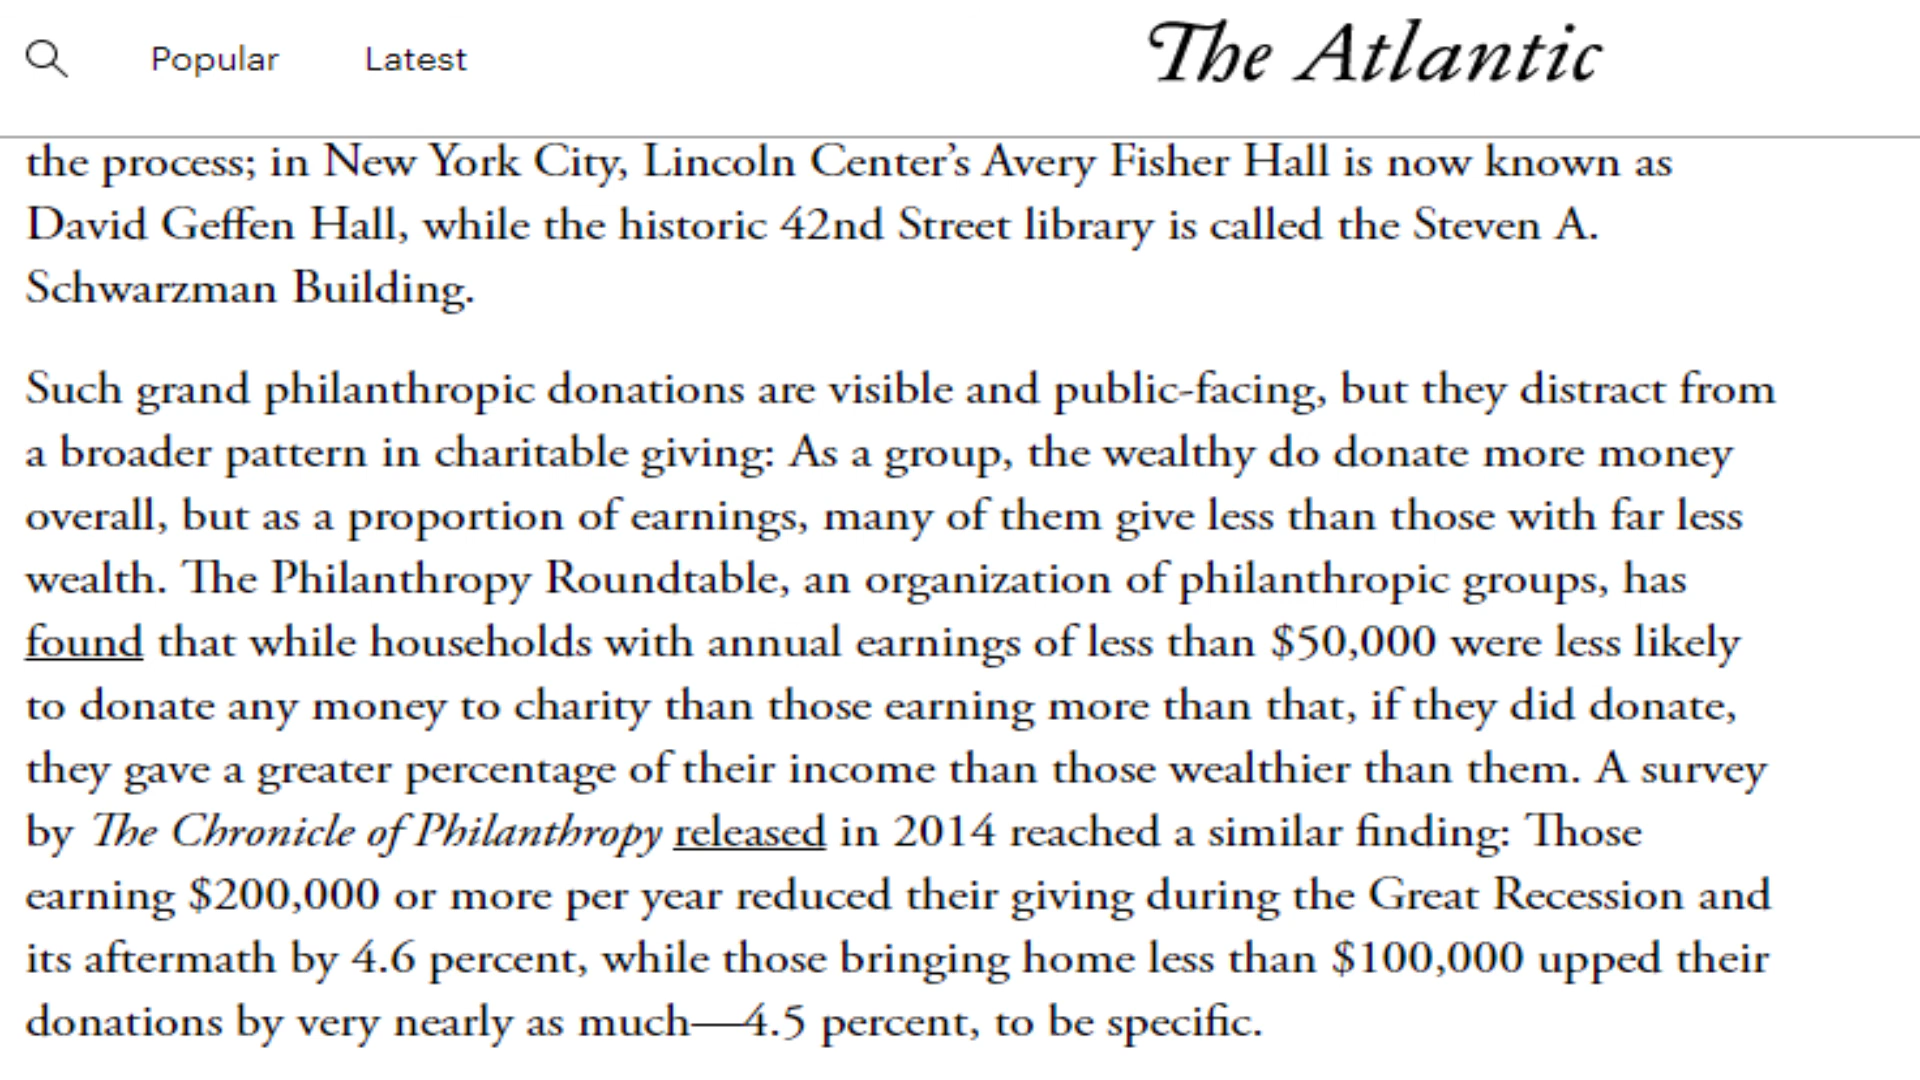 Popular Latest The Atlantic
the process; in New York City, Lincoln Center’s Avery Fisher Hall is now known as
David Geffen Hall, while the historic 42nd Street library is called the Steven A.
Schwarzman Building.
Such grand philanthropic donations are visible and public-facing, but they distract from
a broader pattern in charitable giving: As a group, the wealthy do donate more money
overall, but as a proportion of earnings, many of them give less than those with far less
wealth. The Philanthropy Roundtable, an organization of philanthropic groups, has
found that while households with annual earnings of less than $50,000 were less likely
to donate any money to charity than those earning more than that, if they did donate,
they gave a greater percentage of their income than those wealthier than them. A survey
by The Chronicle of Philanthropy released in 2014 reached a similar finding: Those
earning $200,000 or more per year reduced their giving during the Great Recession and
its aftermath by 4.6 percent, while those bringing home less than $100,000 upped their
donations by very nearly as much—4.5 percent, to be specific.